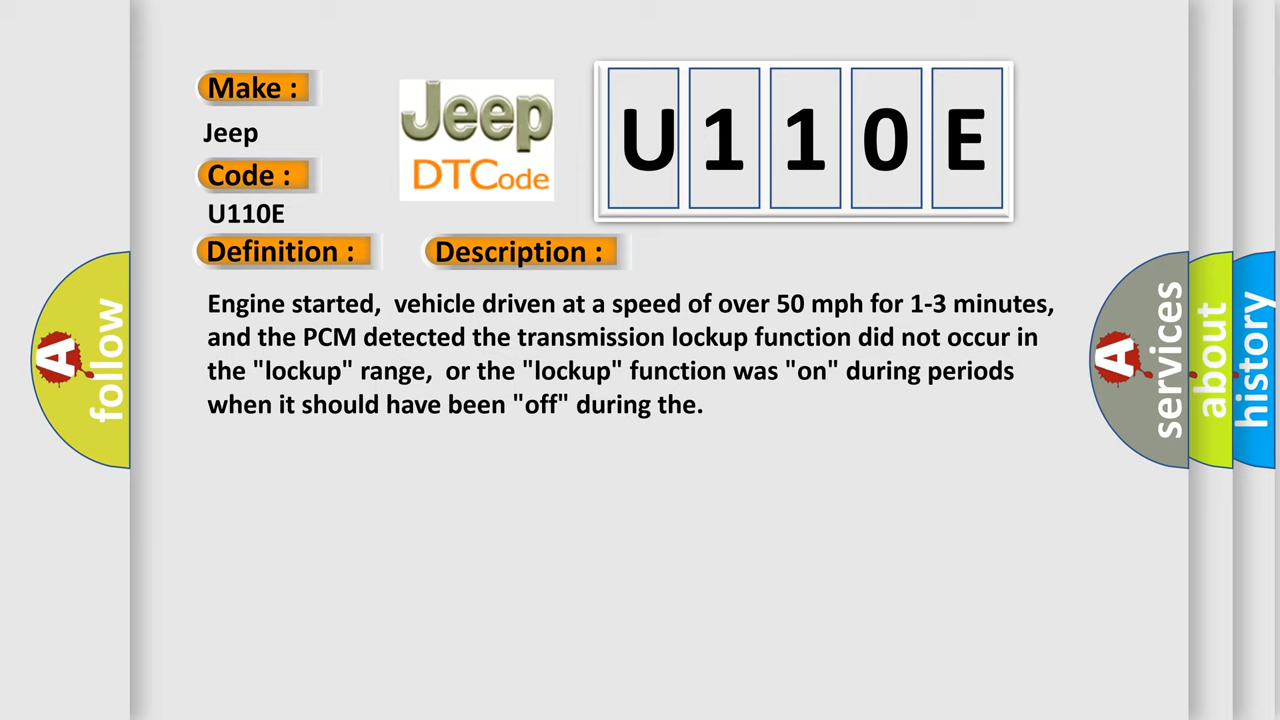 Make :
Jeep
Code :
U110E
Definition :
Description :
Jeep
DTCode
U110E
Engine started,  vehicle driven at a speed of over 50 mph for 1-3 minutes,
and the PCM detected the transmission lockup function did not occur in
the "lockup" range,  or the "lockup" function was "on" during periods
when it should have been "off" during the.
A
follow
A
services
about
history